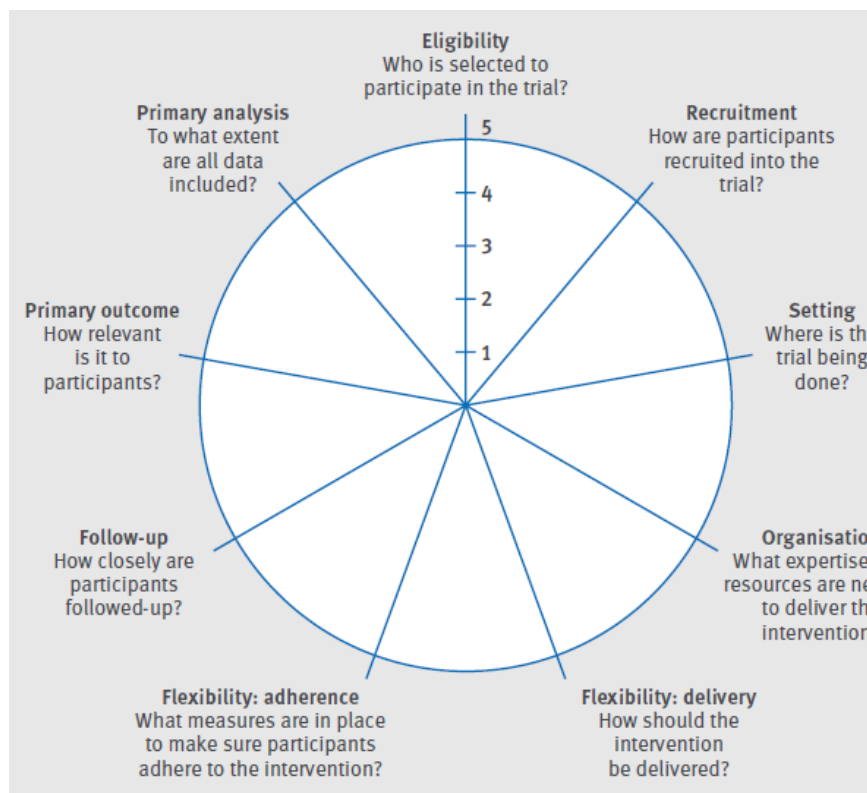 Eligibility
Who is selected to
participate in the trial?
Recruitment
How are participants
recruited into the
trial?
Setting
Where is th
trial being
done?
Organisatio
What expertise
resources are ne
to deliver th
intervention
Flexibility: delivery
How should the
intervention
be delivered?
Flexibility: adherence
What measures are in place
to make sure participants
adhere to the intervention?
Follow-up
How closely are
participants
followed-up?
Primary outcome
How relevant
is it to
participants?
Primary analysis
To what extent
are all data
included?
5
4
3
2
1